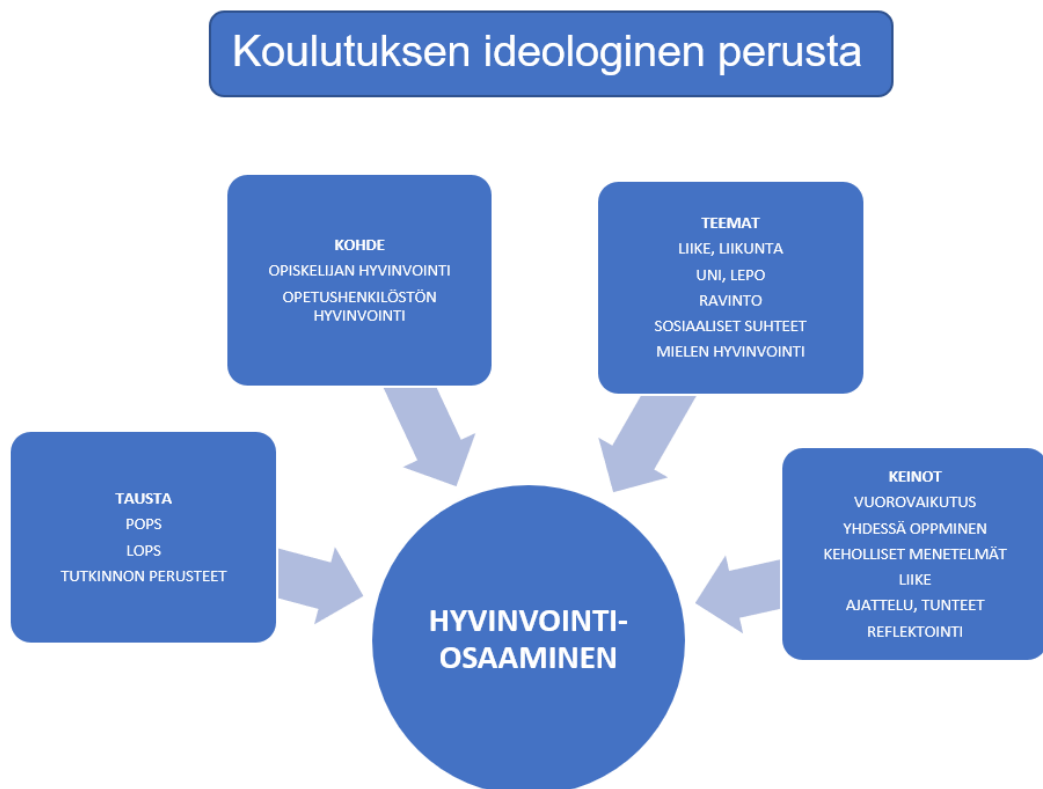 Koulutuksen ideologinen perusta
KOHDE
OPISKELIJAN HYVINVOINTI
OPETUSHENKILÖSTÖN
HYVINVOINTI
TEEMAT
LIIKE, LIIKUNTA
UNI, LEPO
RAVINTO
SOSIAALISET SUHTEET
MIELEN HYVINVOINTI
TAUSTA
POPS
LOPS
TUTKINNON PERUSTEET
KEINOT
VUOROVAIKUTUS
YHDESSÄ OPPMINEN
KEHOLLISET MENETELMÄT
LIIKE
AJATTELU, TUNTEET
REFLEKTOINTI
HYVINVOINTI-
OSAAMINEN